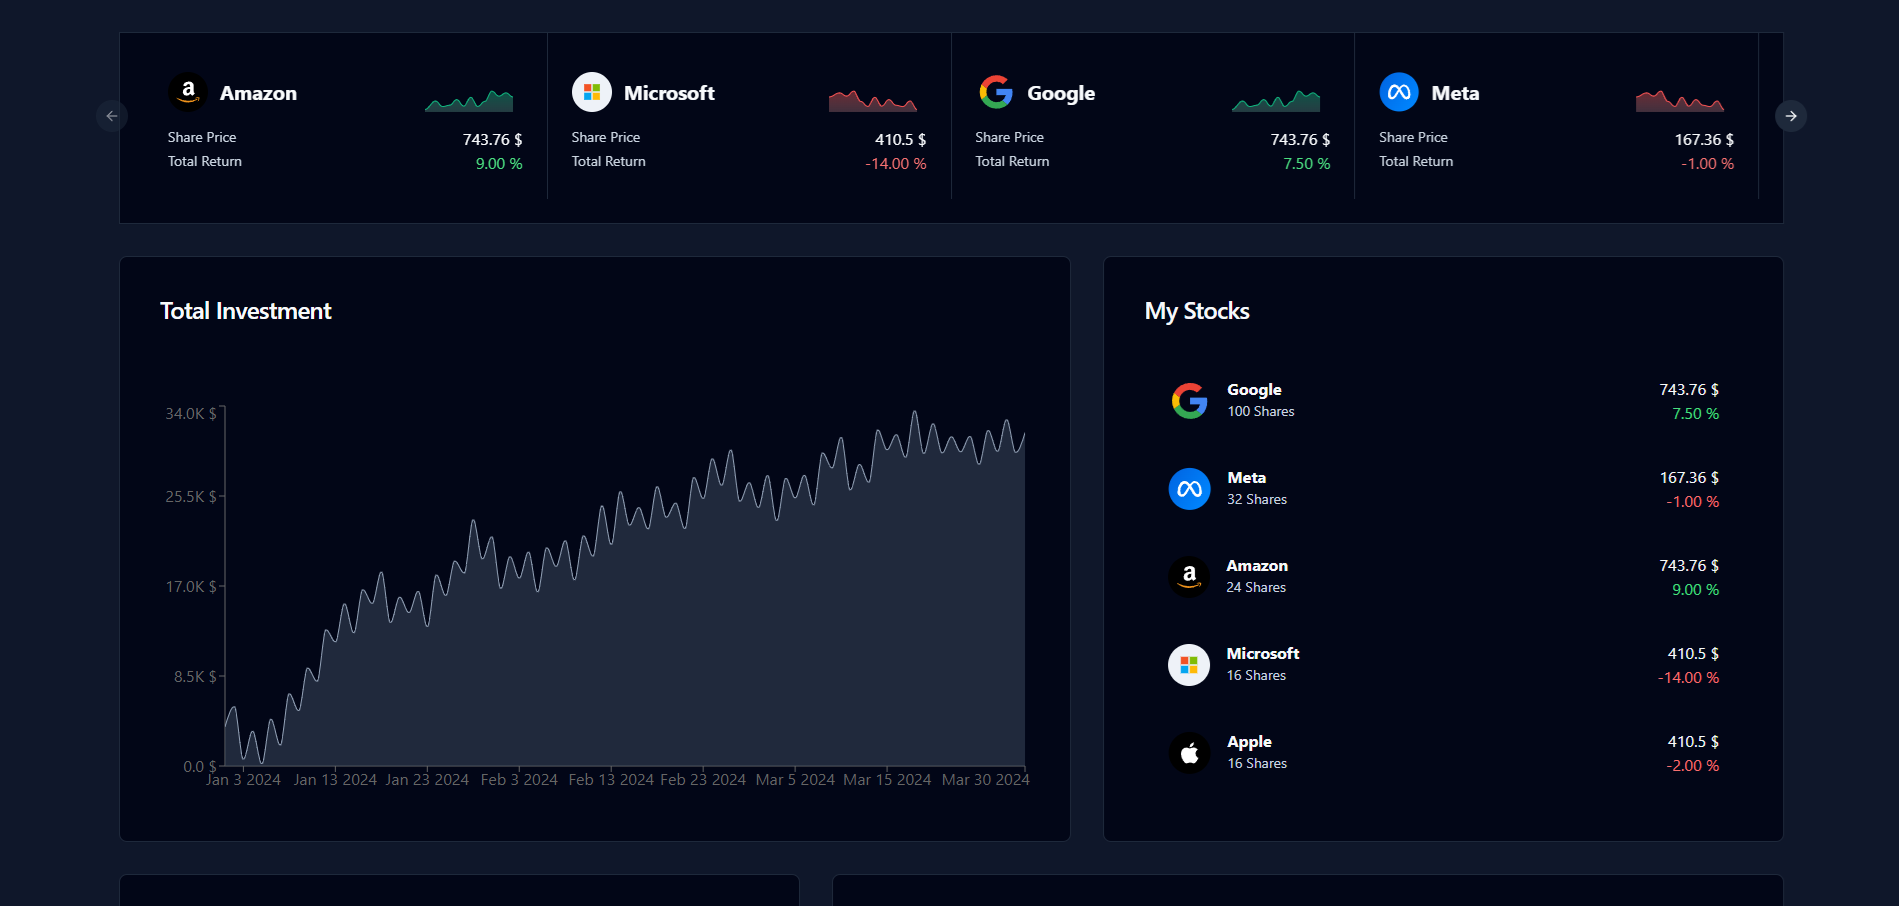 Amazon
Share Price 743.76 $
Total Return 9.00 %
Microsoft
Share Price 410.5 $
Total Return -14.00 %
Google
Share Price 743.76 $
Total Return 7.50 %
Meta
Share Price 167.36 $
Total Return -1.00 %
Total Investment
34.0K $
25.5K $
17.0K $
8.5K $
0.0 $
Jan 3 2024 Jan 13 2024 Jan 23 2024 Feb 3 2024 Feb 13 2024 Feb 23 2024 Mar 5 2024 Mar 15 2024 Mar 30 2024
My Stocks
Google 743.76 $
100 Shares 7.50 %
Meta 167.36 $
32 Shares -1.00 %
Amazon 743.76 $
24 Shares 9.00 %
Microsoft 410.5 $
16 Shares -14.00 %
Apple 410.5 $
16 Shares -2.00 %